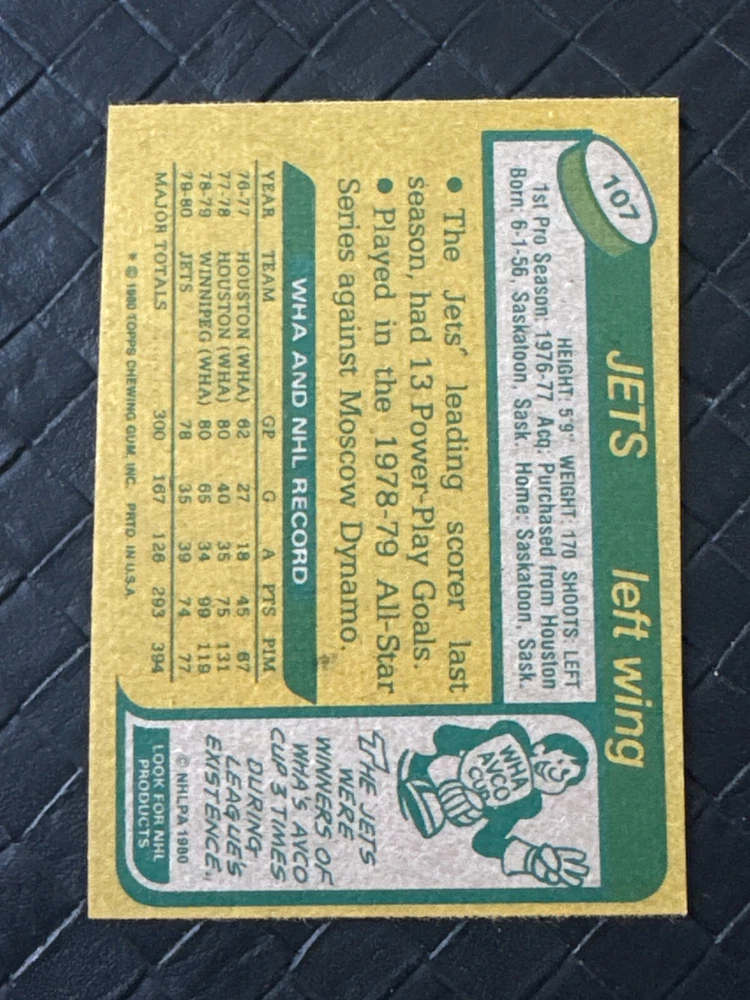 107
JETS left wing
HEIGHT: 5'9" WEIGHT: 170 SHOOTS: LEFT
1st Pro Season: 1976-77 Acq: Purchased from Houston
Born: 6-1-56, Saskatoon, Sask. Home: Saskatoon, Sask.
• The Jets' leading scorer last
season, had 13 Power-Play Goals.
• Played in the 1978-79 All-Star
Series against Moscow Dynamo.
WHA AND NHL RECORD
YEAR TEAM GP G A PTS PIM
76-77 HOUSTON (WHA) 62 27 18 45 67
77-78 HOUSTON (WHA) 80 40 35 75 131
78-79 WINNIPEG (WHA) 80 65 34 99 119
79-80 JETS 78 35 39 74 77
MAJOR TOTALS ..... 300 167 126 293 394
* © 1980 TOPPS CHEWING GUM, INC. PRTD. IN U.S.A.
WHA
AVCO
CUP
THE JETS
WERE
WINNERS OF
WHA'S AVCO
CUP 3 TIMES
DURING
LEAGUE'S
EXISTENCE.
© NHLPA 1980
LOOK FOR NHL
PRODUCTS